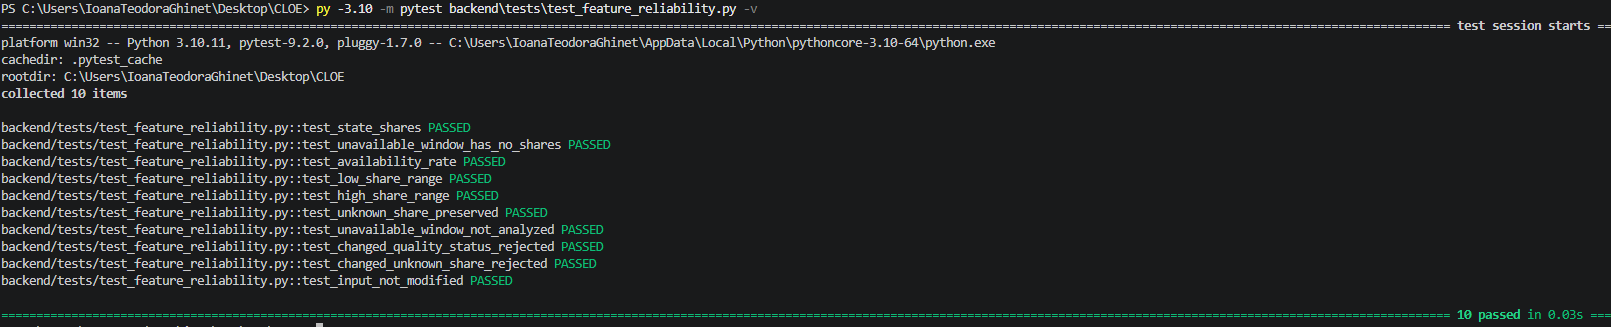 PS C:\Users\IoanaTeodoraGhinet\Desktop\CLOE> py -3.10 -m pytest backend\tests\test_feature_reliability.py -v
============ test session starts ============
platform win32 -- Python 3.10.11, pytest-9.2.0, pluggy-1.7.0 -- C:\Users\IoanaTeodoraGhinet\AppData\Local\Python\pythoncore-3.10-64\python.exe
cachedir: .pytest_cache
rootdir: C:\Users\IoanaTeodoraGhinet\Desktop\CLOE
collected 10 items
backend/tests/test_feature_reliability.py::test_state_shares PASSED
backend/tests/test_feature_reliability.py::test_unavailable_window_has_no_shares PASSED
backend/tests/test_feature_reliability.py::test_availability_rate PASSED
backend/tests/test_feature_reliability.py::test_low_share_range PASSED
backend/tests/test_feature_reliability.py::test_high_share_range PASSED
backend/tests/test_feature_reliability.py::test_unknown_share_preserved PASSED
backend/tests/test_feature_reliability.py::test_unavailable_window_not_analyzed PASSED
backend/tests/test_feature_reliability.py::test_changed_quality_status_rejected PASSED
backend/tests/test_feature_reliability.py::test_changed_unknown_share_rejected PASSED
backend/tests/test_feature_reliability.py::test_input_not_modified PASSED
============ 10 passed in 0.03s ============